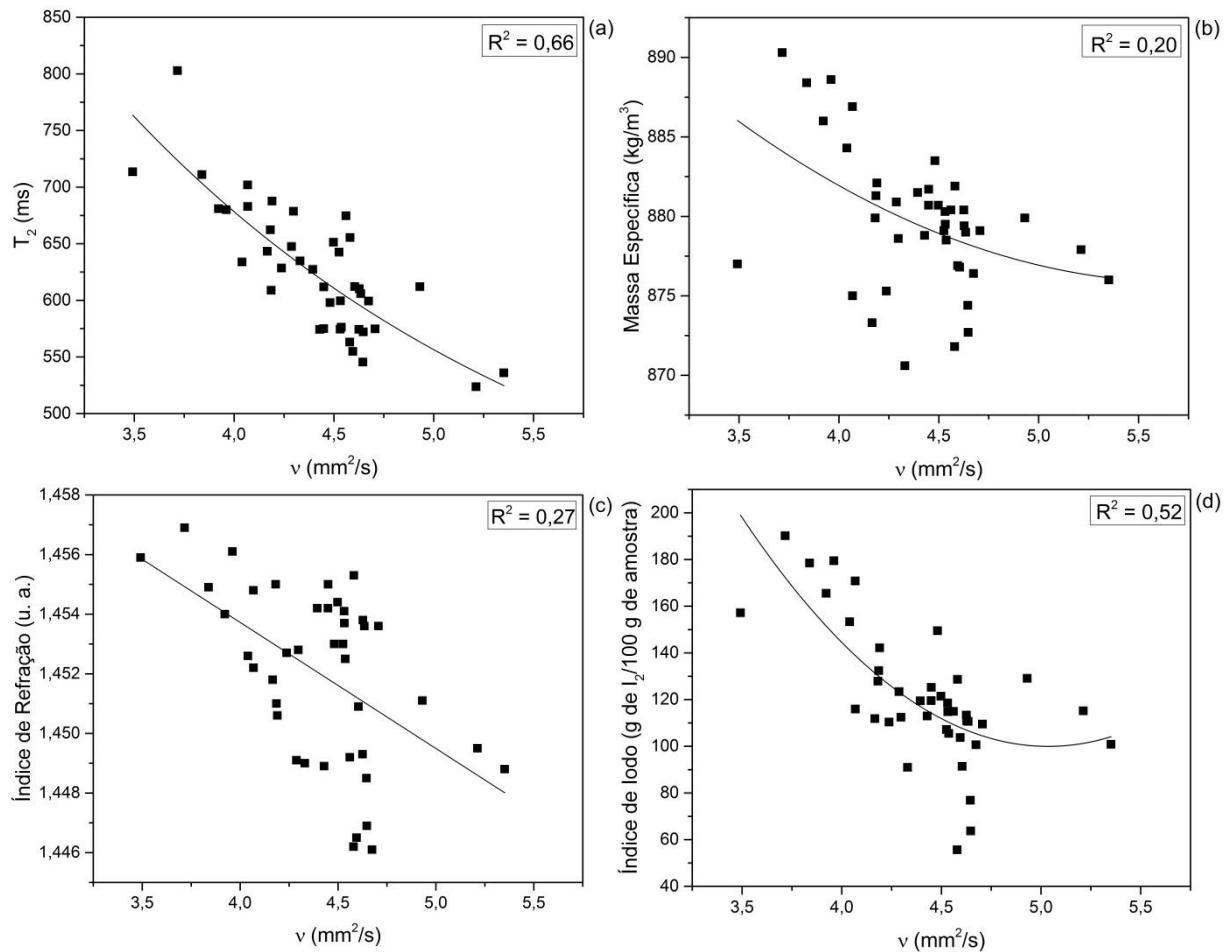 (a)
R² = 0,66
T₂ (ms)
850
800
750
700
650
600
550
500
3,5 4,0 4,5 5,0 5,5
ν (mm²/s)
(b)
R² = 0,20
Massa Específica (kg/m³)
890
885
880
875
870
3,5 4,0 4,5 5,0 5,5
ν (mm²/s)
(c)
R² = 0,27
Índice de Refração (u. a.)
1,458
1,456
1,454
1,452
1,450
1,448
1,446
3,5 4,0 4,5 5,0 5,5
ν (mm²/s)
(d)
R² = 0,52
Índice de Iodo (g de I₂/100 g de amostra)
200
180
160
140
120
100
80
60
40
3,5 4,0 4,5 5,0 5,5
ν (mm²/s)